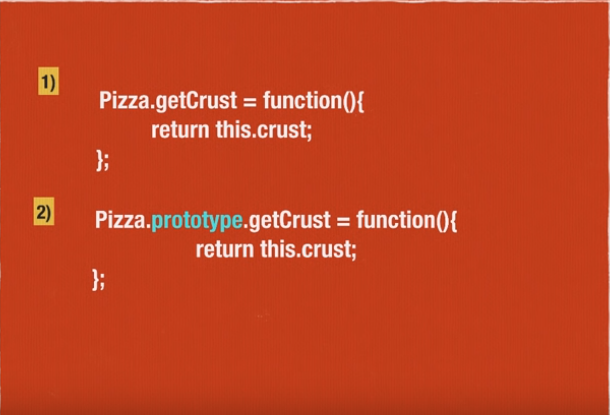 1)
Pizza.getCrust = function(){
return this.crust;
};
2)
Pizza.prototype.getCrust = function(){
return this.crust;
};